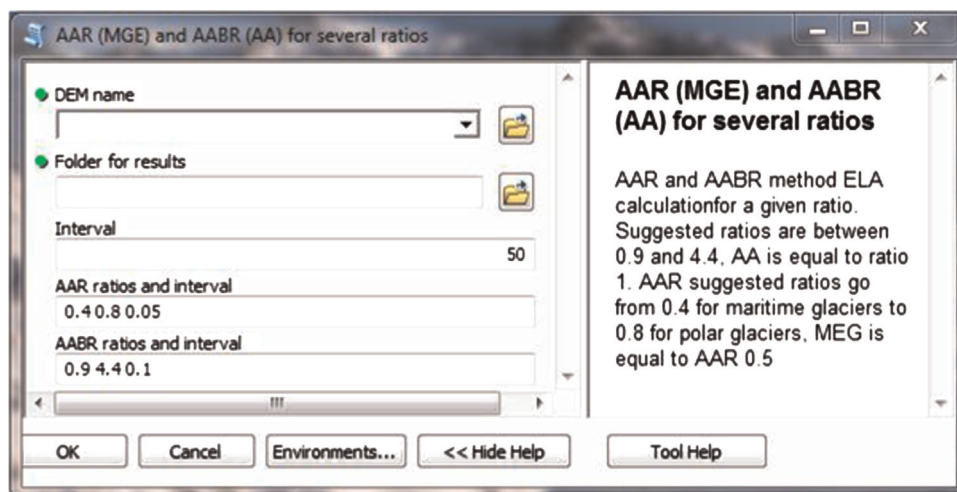 AAR (MGE) and AABR (AA) for several ratios
DEM name
Folder for results
Interval
50
AAR ratios and interval
0.4 0.8 0.05
AABR ratios and interval
0.9 4.4 0.1
OK
Cancel
Environments...
<< Hide Help
AAR (MGE) and AABR
(AA) for several ratios
AAR and AABR method ELA
calculationfor a given ratio.
Suggested ratios are between
0.9 and 4.4, AA is equal to ratio
1. AAR suggested ratios go
from 0.4 for maritime glaciers to
0.8 for polar glaciers, MEG is
equal to AAR 0.5
Tool Help